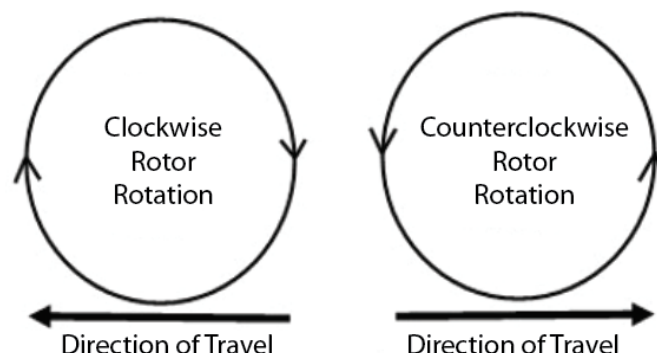 Clockwise
Rotor
Rotation
Counterclockwise
Rotor
Rotation
Direction of Travel
Direction of Travel